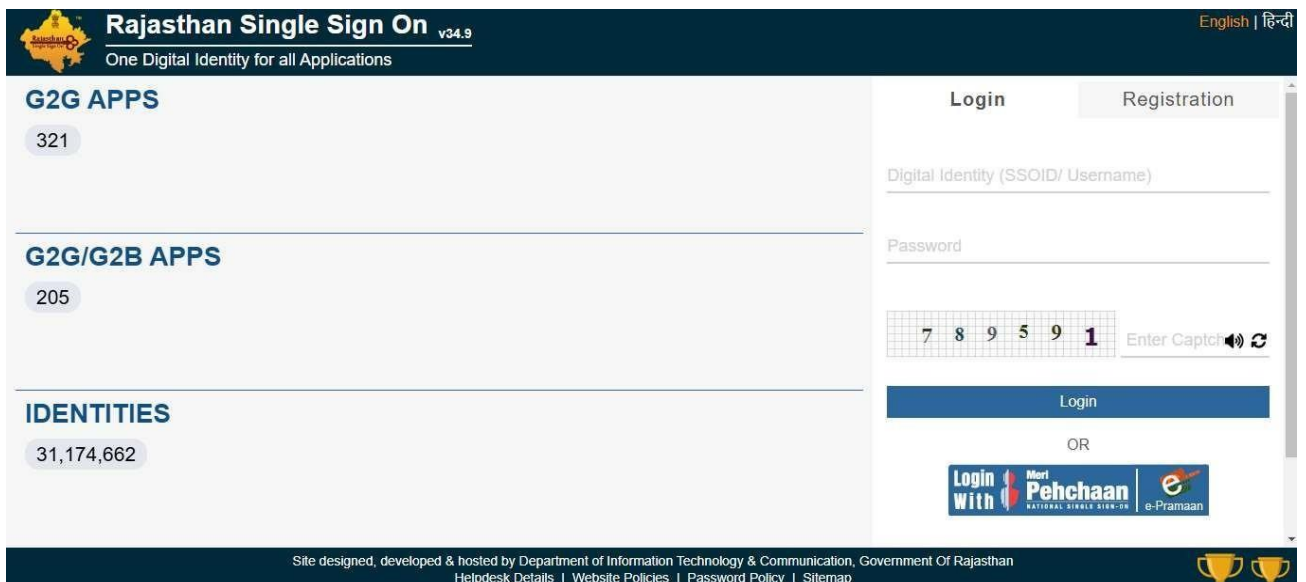 Rajasthan Single Sign On v34.9
One Digital Identity for all Applications
English | हिन्दी
G2G APPS
321
G2G/G2B APPS
205
IDENTITIES
31,174,662
Login
Registration
Digital Identity (SSOID/ Username)
Password
7 8 9 5 9 1
Enter Captch
Login
OR
Login With
Meri
Pehchaan
NATIONAL SINGLE SIGN-ON
e-Pramaan
Site designed, developed & hosted by Department of Information Technology & Communication, Government Of Rajasthan
Helpdesk Details | Website Policies | Password Policy | Sitemap